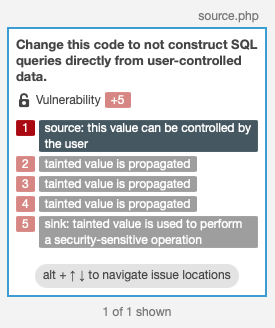 source.php
Change this code to not construct SQL
queries directly from user-controlled
data.
Vulnerability +5
1 source: this value can be controlled by
the user
2 tainted value is propagated
3 tainted value is propagated
4 tainted value is propagated
5 sink: tainted value is used to perform
a security-sensitive operation
alt + ↑ ↓ to navigate issue locations
1 of 1 shown